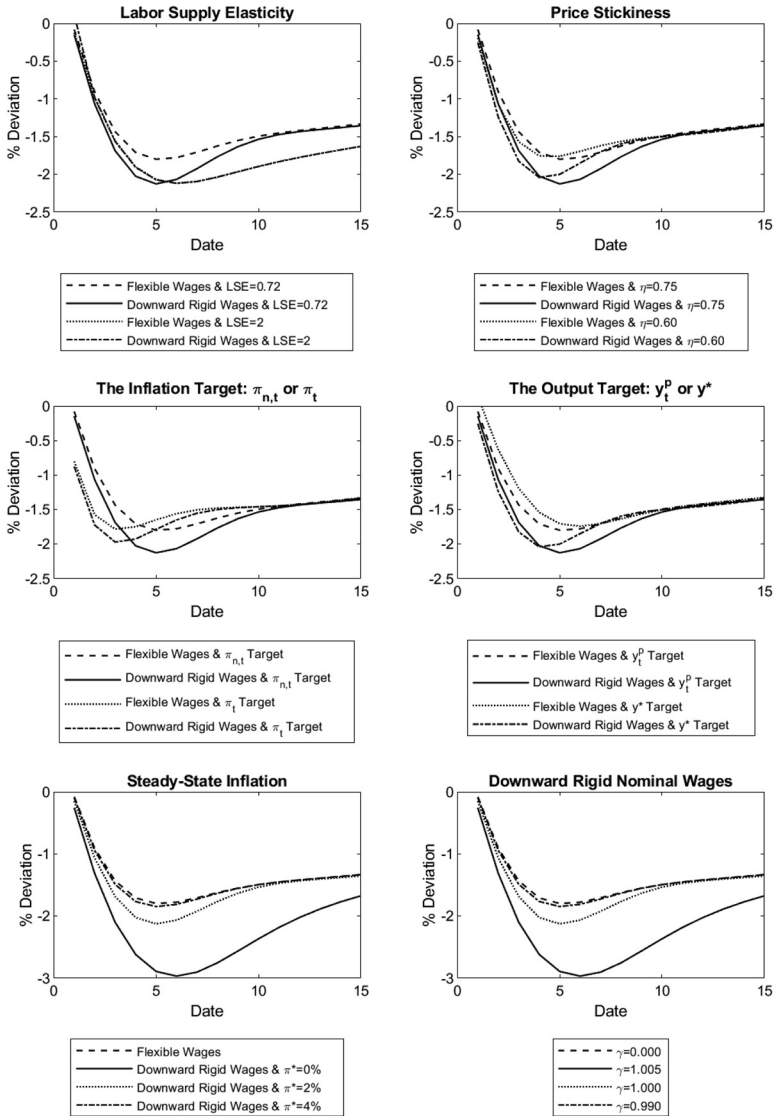 Labor Supply Elasticity
0
-0.5
-1
-1.5
-2
-2.5
% Deviation
0 5 10 15
Date
Flexible Wages & LSE=0.72
Downward Rigid Wages & LSE=0.72
Flexible Wages & LSE=2
Downward Rigid Wages & LSE=2
Price Stickiness
0
-0.5
-1
-1.5
-2
-2.5
% Deviation
0 5 10 15
Date
Flexible Wages & η=0.75
Downward Rigid Wages & η=0.75
Flexible Wages & η=0.60
Downward Rigid Wages & η=0.60
The Inflation Target: π_{n,t} or π_t
0
-0.5
-1
-1.5
-2
-2.5
% Deviation
0 5 10 15
Date
Flexible Wages & π_{n,t} Target
Downward Rigid Wages & π_{n,t} Target
Flexible Wages & π_t Target
Downward Rigid Wages & π_t Target
The Output Target: y_t^p or y*
0
-0.5
-1
-1.5
-2
-2.5
% Deviation
0 5 10 15
Date
Flexible Wages & y_t^p Target
Downward Rigid Wages & y_t^p Target
Flexible Wages & y* Target
Downward Rigid Wages & y* Target
Steady-State Inflation
0
-1
-2
-3
% Deviation
0 5 10 15
Date
Flexible Wages
Downward Rigid Wages & π*=0%
Downward Rigid Wages & π*=2%
Downward Rigid Wages & π*=4%
Downward Rigid Nominal Wages
0
-1
-2
-3
% Deviation
0 5 10 15
Date
γ=0.000
γ=1.005
γ=1.000
γ=0.990